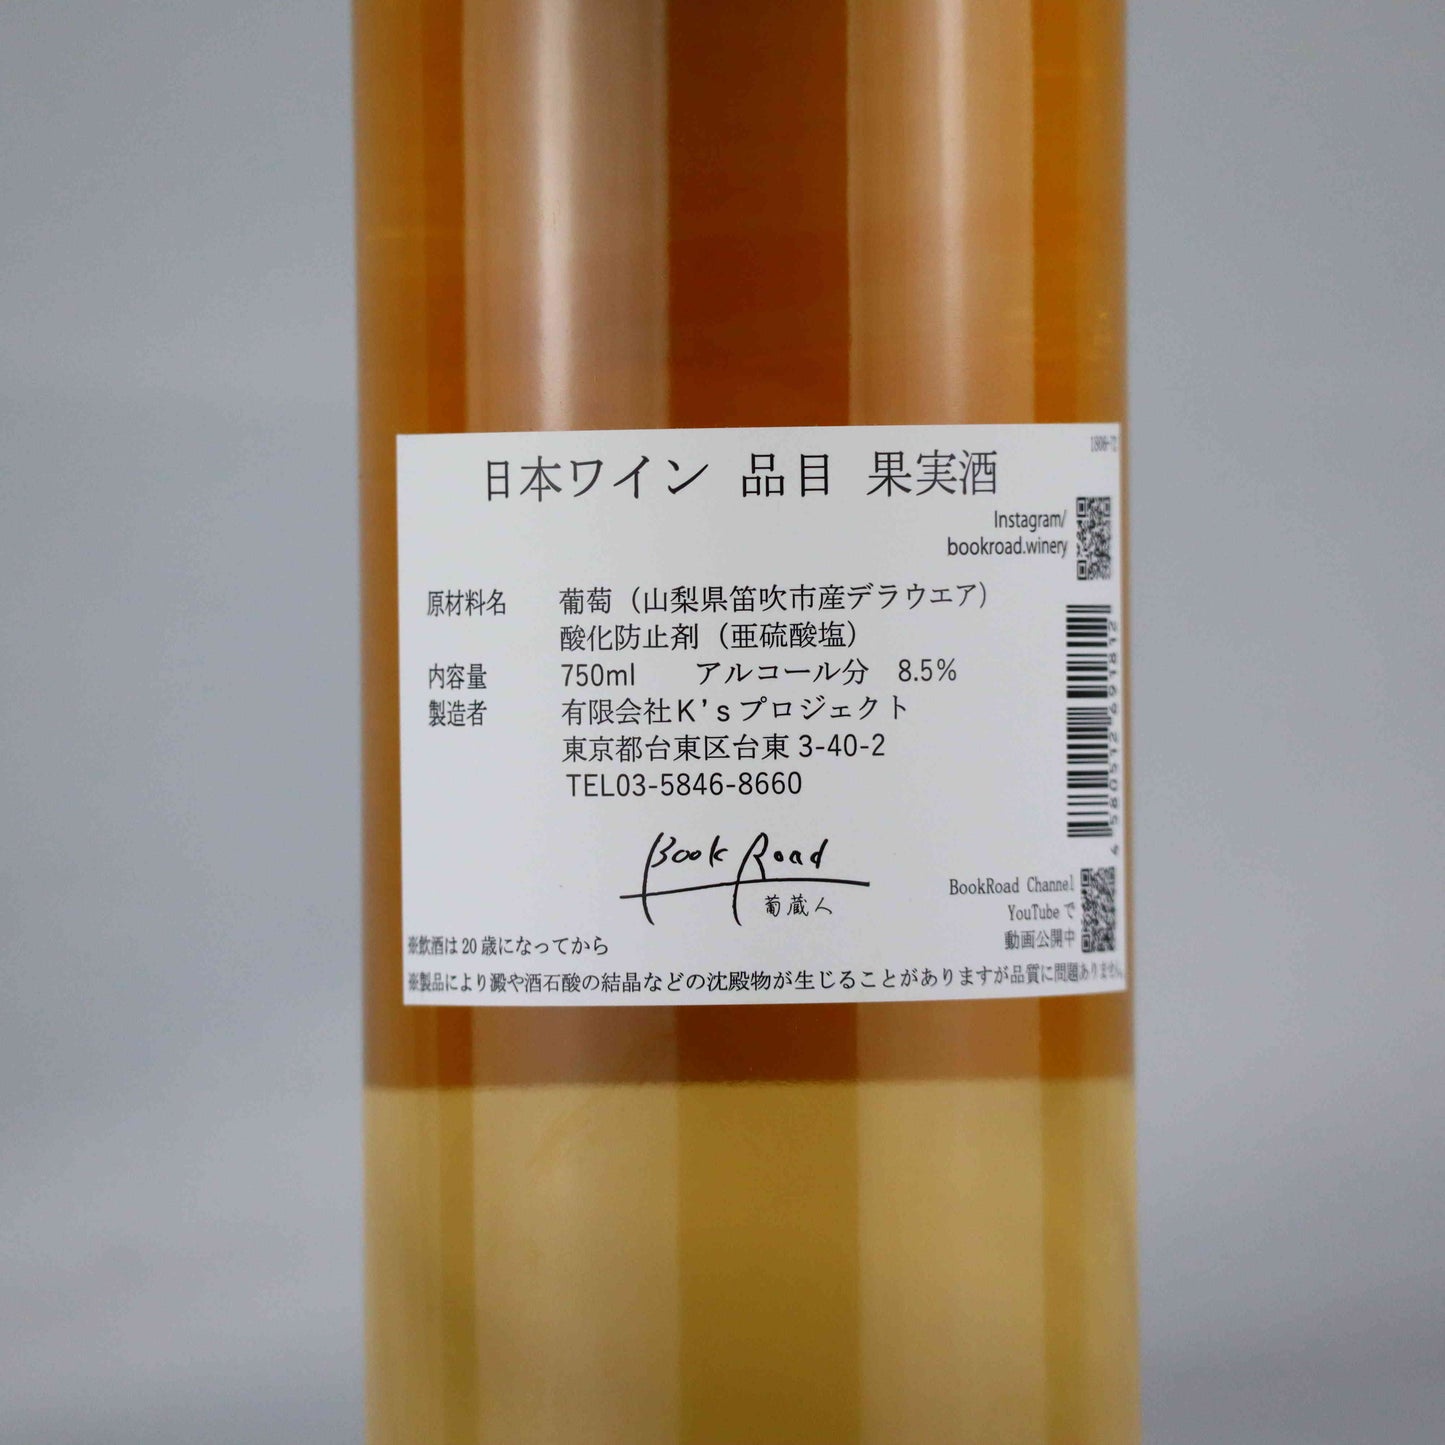 日本ワイン 品目 果実酒
Instagram/
bookroad.winery
原材料名 葡萄（山梨県笛吹市産デラウエア）
酸化防止剤（亜硫酸塩）
内容量 750ml アルコール分 8.5%
製造者 有限会社K'sプロジェクト
東京都台東区台東3-40-2
TEL03-5846-8660
Book Road
葡蔵人
BookRoad Channel
YouTubeで
動画公開中
※飲酒は20歳になってから
※製品により澱や酒石酸の結晶などの沈殿物が生じることがありますが品質に問題ありません。